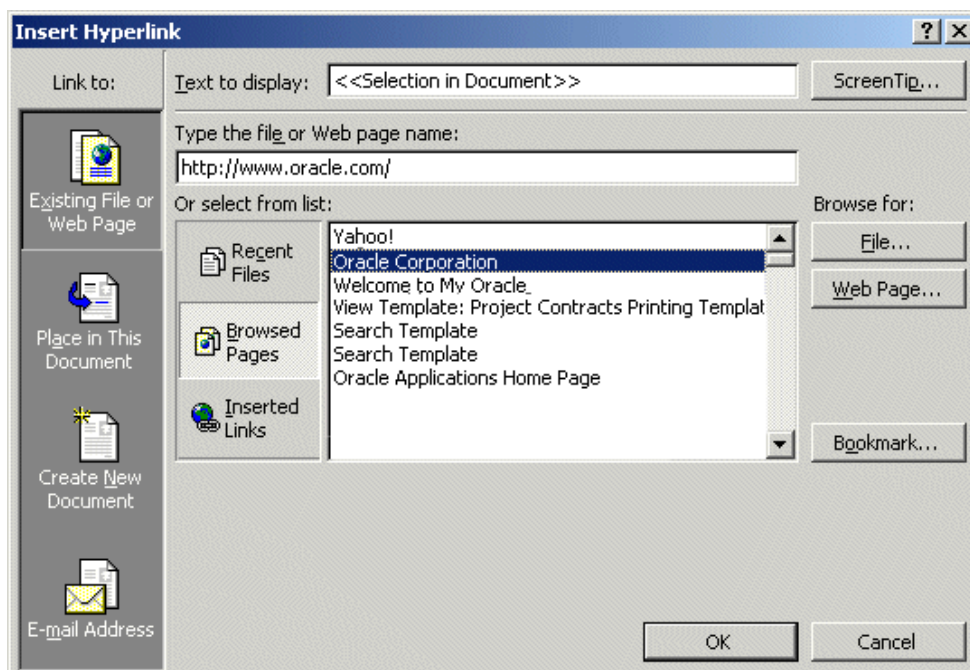 Insert Hyperlink
Link to:
Text to display:
<<Selection in Document>>
ScreenTip...
Type the file or Web page name:
http://www.oracle.com/
Existing File or
Web Page
Or select from list:
Browse for:
Recent
Files
Browsed
Pages
Inserted
Links
Yahoo!
Oracle Corporation
Welcome to My Oracle_
View Template: Project Contracts Printing Templat
Search Template
Search Template
Oracle Applications Home Page
File...
Web Page...
Bookmark...
Place in This
Document
Create New
Document
E-mail Address
OK
Cancel